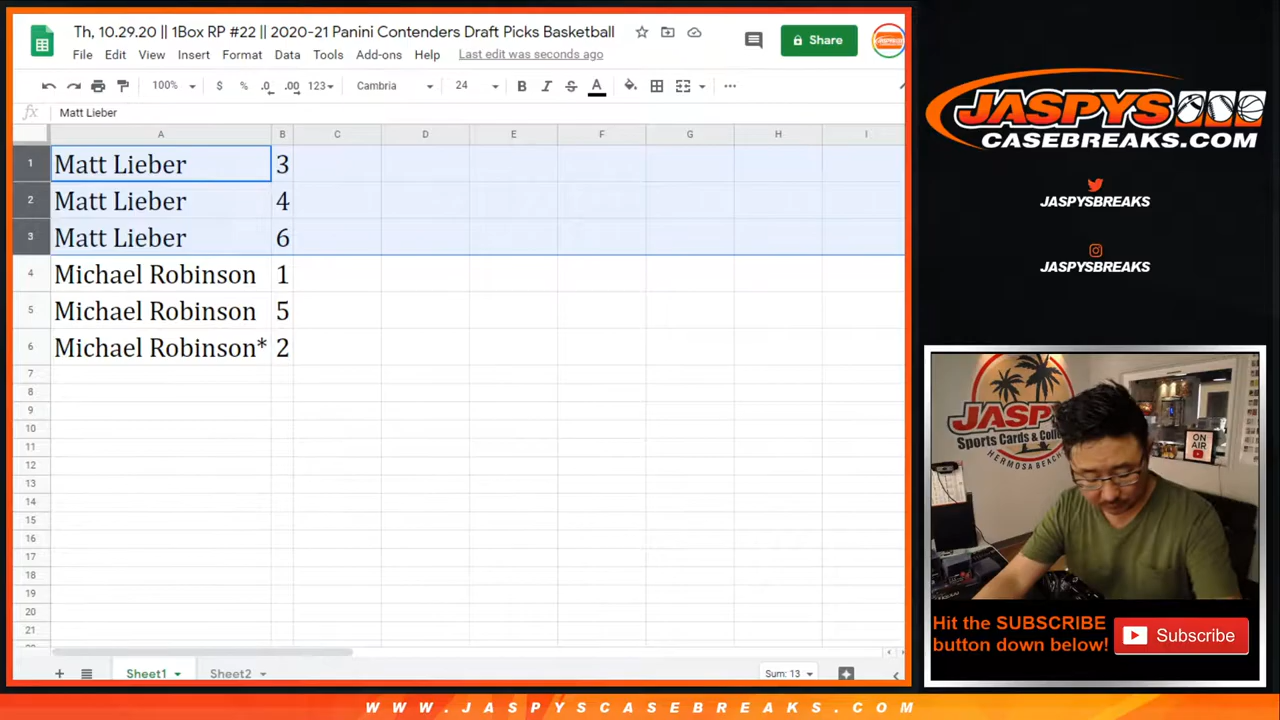 Th, 10.29.20 || 1Box RP #22 || 2020-21 Panini Contenders Draft Picks Basketball
Share
File Edit View Insert Format Data Tools Add-ons Help Last edit was seconds ago
100% $ % .0 .00 123 Cambria 24 B I S A
fx Matt Lieber
A B C D E F G H I
1 Matt Lieber 3
2 Matt Lieber 4
3 Matt Lieber 6
4 Michael Robinson 1
5 Michael Robinson 5
6 Michael Robinson* 2
7
8
9
10
11
12
13
14
15
16
17
18
19
20
21
Sheet1 Sheet2 Sum: 13
JASPYS
CASEBREAKS.COM
JASPYSBREAKS
JASPYSBREAKS
JASPYS
Sports Cards &
HERMOSA BEACH
ON AIR
Hit the SUBSCRIBE
button down below!
Subscribe
WWW.JASPYSCASEBREAKS.COM